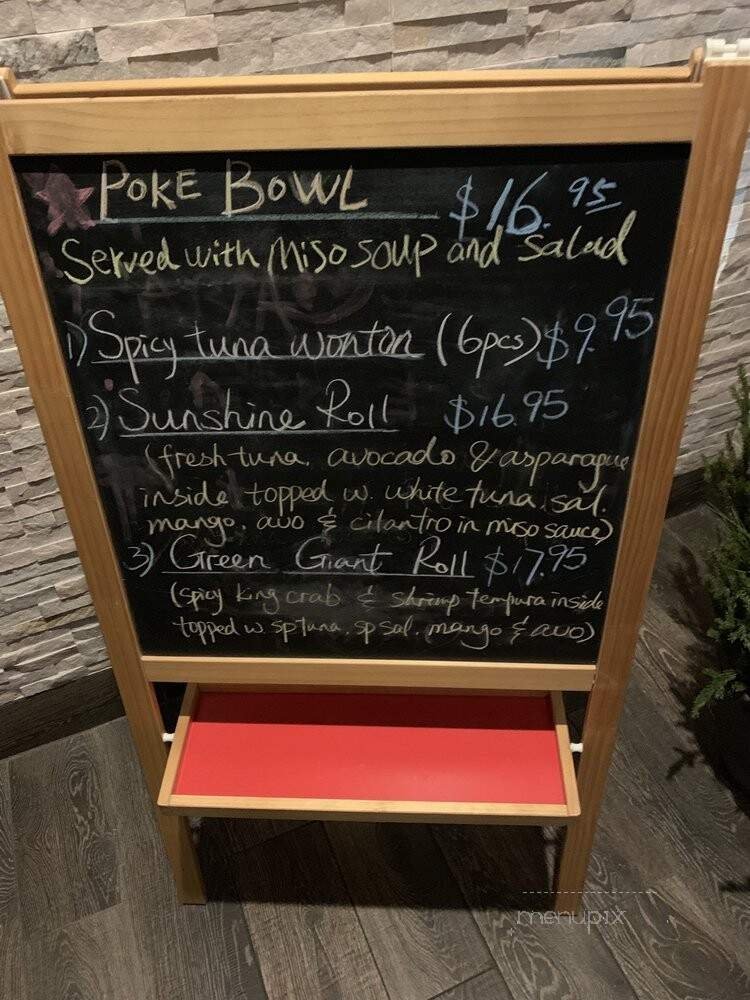 POKE BOWL $16.95
Served with Miso soup and salad
1) Spicy tuna wonton (6pcs) $9.95
2) Sunshine Roll $16.95
(fresh tuna, avocado & asparague
inside topped w. white tuna, sal.
mango, avo & cilantro in miso sauce)
3) Green Giant Roll $17.95
(spicy king crab & shrimp tempura inside
topped w. sp tuna. sp sal. mango & avo)
menupix